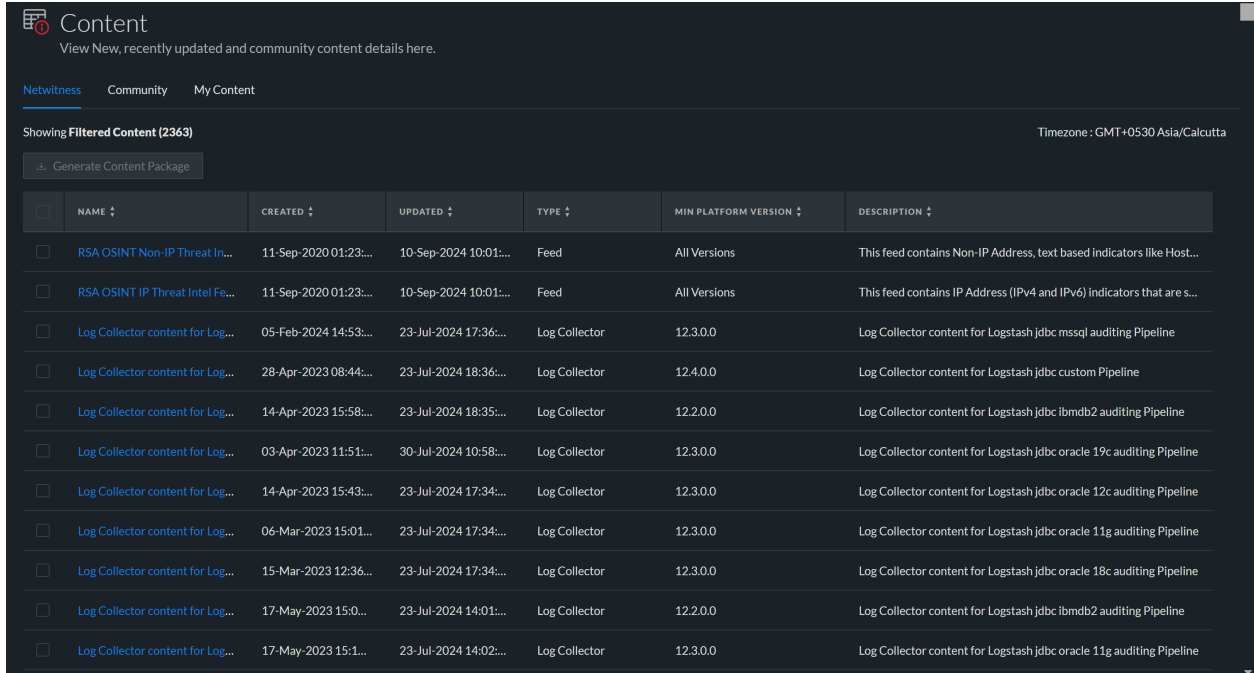 Content
View New, recently updated and community content details here.
Netwitness Community My Content
Showing Filtered Content (2363) Timezone : GMT+0530 Asia/Calcutta
Generate Content Package
NAME CREATED UPDATED TYPE MIN PLATFORM VERSION DESCRIPTION
RSA OSINT Non-IP Threat In... 11-Sep-2020 01:23:... 10-Sep-2024 10:01:... Feed All Versions This feed contains Non-IP Address, text based indicators like Host...
RSA OSINT IP Threat Intel Fe... 11-Sep-2020 01:23:... 10-Sep-2024 10:01:... Feed All Versions This feed contains IP Address (IPv4 and IPv6) indicators that are s...
Log Collector content for Log... 05-Feb-2024 14:53:... 23-Jul-2024 17:36:... Log Collector 12.3.0.0 Log Collector content for Logstash jdbc mssql auditing Pipeline
Log Collector content for Log... 28-Apr-2023 08:44:... 23-Jul-2024 18:36:... Log Collector 12.4.0.0 Log Collector content for Logstash jdbc custom Pipeline
Log Collector content for Log... 14-Apr-2023 15:58:... 23-Jul-2024 18:35:... Log Collector 12.2.0.0 Log Collector content for Logstash jdbc ibmdb2 auditing Pipeline
Log Collector content for Log... 03-Apr-2023 11:51:... 30-Jul-2024 10:58:... Log Collector 12.3.0.0 Log Collector content for Logstash jdbc oracle 19c auditing Pipeline
Log Collector content for Log... 14-Apr-2023 15:43:... 23-Jul-2024 17:34:... Log Collector 12.3.0.0 Log Collector content for Logstash jdbc oracle 12c auditing Pipeline
Log Collector content for Log... 06-Mar-2023 15:01... 23-Jul-2024 17:34:... Log Collector 12.3.0.0 Log Collector content for Logstash jdbc oracle 11g auditing Pipeline
Log Collector content for Log... 15-Mar-2023 12:36... 23-Jul-2024 17:34:... Log Collector 12.3.0.0 Log Collector content for Logstash jdbc oracle 18c auditing Pipeline
Log Collector content for Log... 17-May-2023 15:0... 23-Jul-2024 14:01:... Log Collector 12.2.0.0 Log Collector content for Logstash jdbc ibmdb2 auditing Pipeline
Log Collector content for Log... 17-May-2023 15:1... 23-Jul-2024 14:02:... Log Collector 12.3.0.0 Log Collector content for Logstash jdbc oracle 11g auditing Pipeline